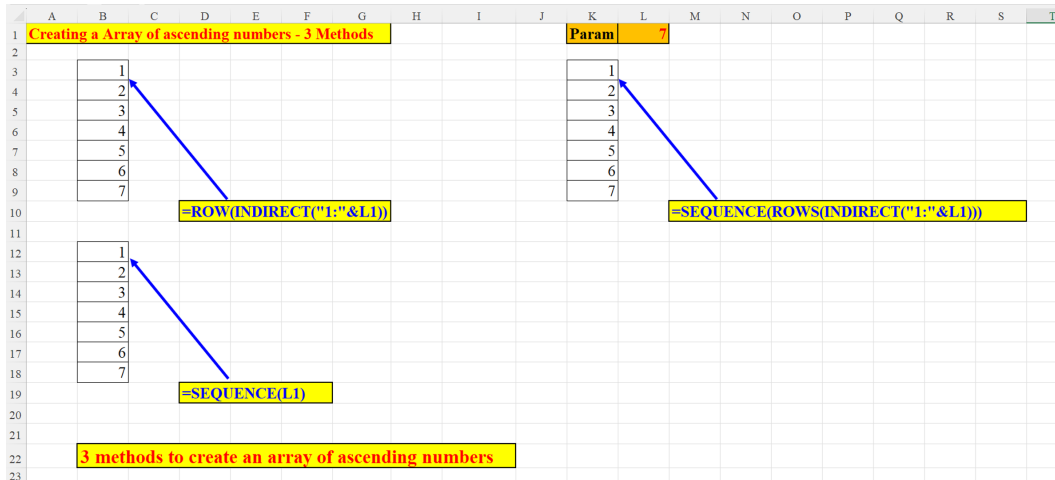 A B C D E F G H I J K L M N O P Q R S T
1 Creating a Array of ascending numbers - 3 Methods Param 7
2
3 1 1
4 2 2
5 3 3
6 4 4
7 5 5
8 6 6
9 7 7
10 =ROW(INDIRECT("1:"&L1)) =SEQUENCE(ROWS(INDIRECT("1:"&L1)))
11
12 1
13 2
14 3
15 4
16 5
17 6
18 7
19 =SEQUENCE(L1)
20
21
22 3 methods to create an array of ascending numbers
23